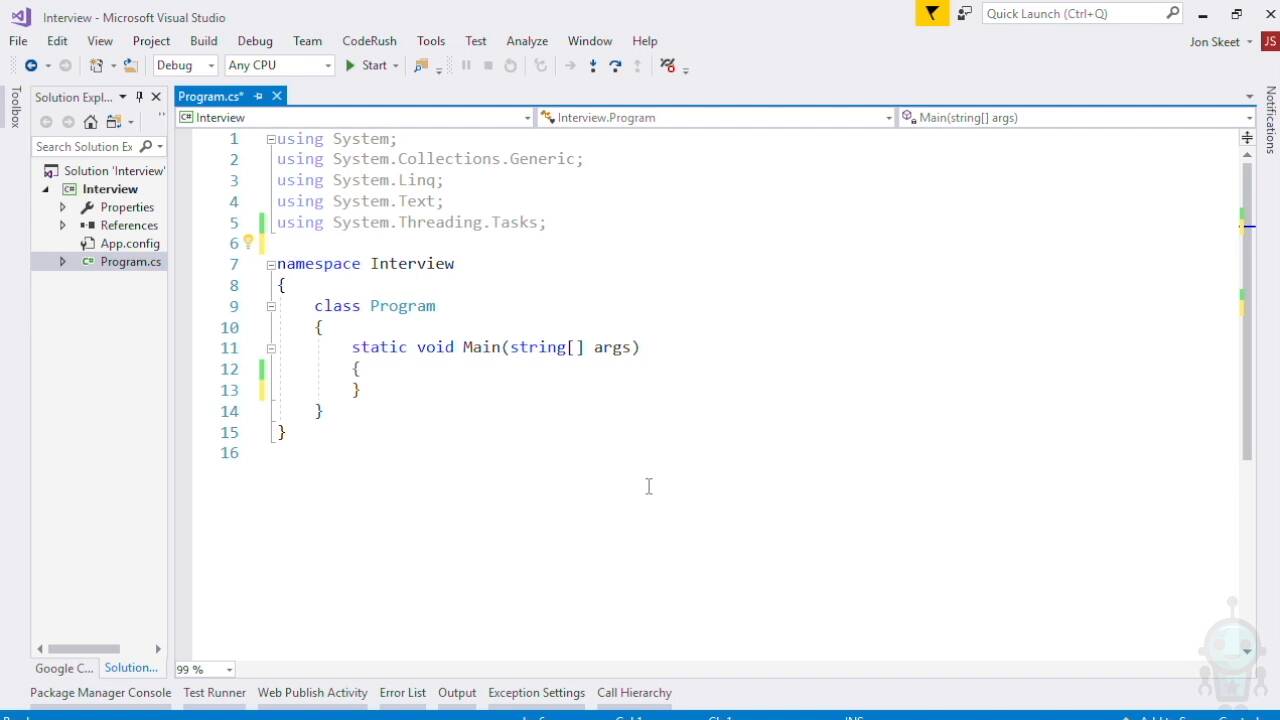 Interview - Microsoft Visual Studio
Quick Launch (Ctrl+Q)
File Edit View Project Build Debug Team CodeRush Tools Test Analyze Window Help
Jon Skeet JS
Debug Any CPU Start
Toolbox
Solution Expl...
Program.cs*
Notifications
Interview
Interview.Program
Main(string[] args)
Search Solution Ex
Solution 'Interview'
Interview
Properties
References
App.config
Program.cs
1 using System;
2 using System.Collections.Generic;
3 using System.Linq;
4 using System.Text;
5 using System.Threading.Tasks;
6
7 namespace Interview
8 {
9 class Program
10 {
11 static void Main(string[] args)
12 {
13 }
14 }
15 }
16
Google C... Solution...
99 %
Package Manager Console Test Runner Web Publish Activity Error List Output Exception Settings Call Hierarchy